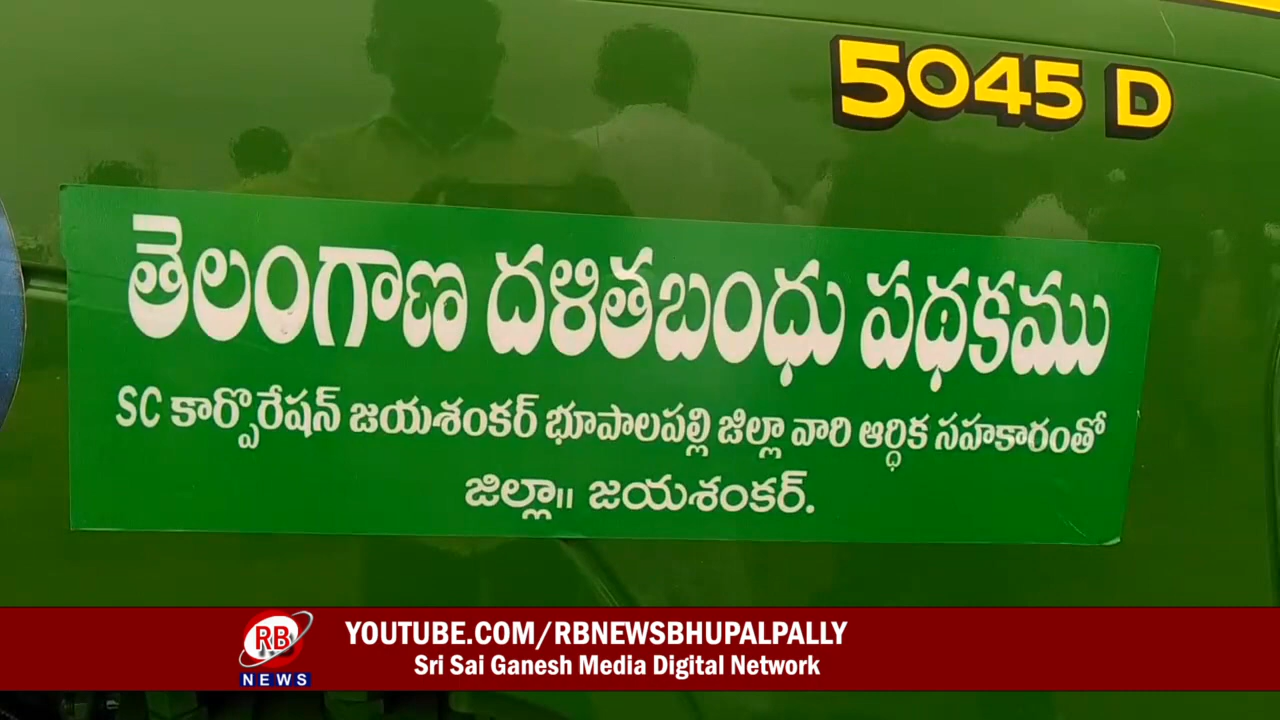 5045 D
తెలంగాణ దళితబంధు పథకము
SC కార్పొరేషన్ జయశంకర్ భూపాలపల్లి జిల్లా వారి ఆర్ధిక సహకారంతో
జిల్లా॥ జయశంకర్.
RB
NEWS
YOUTUBE.COM/RBNEWSBHUPALPALLY
Sri Sai Ganesh Media Digital Network